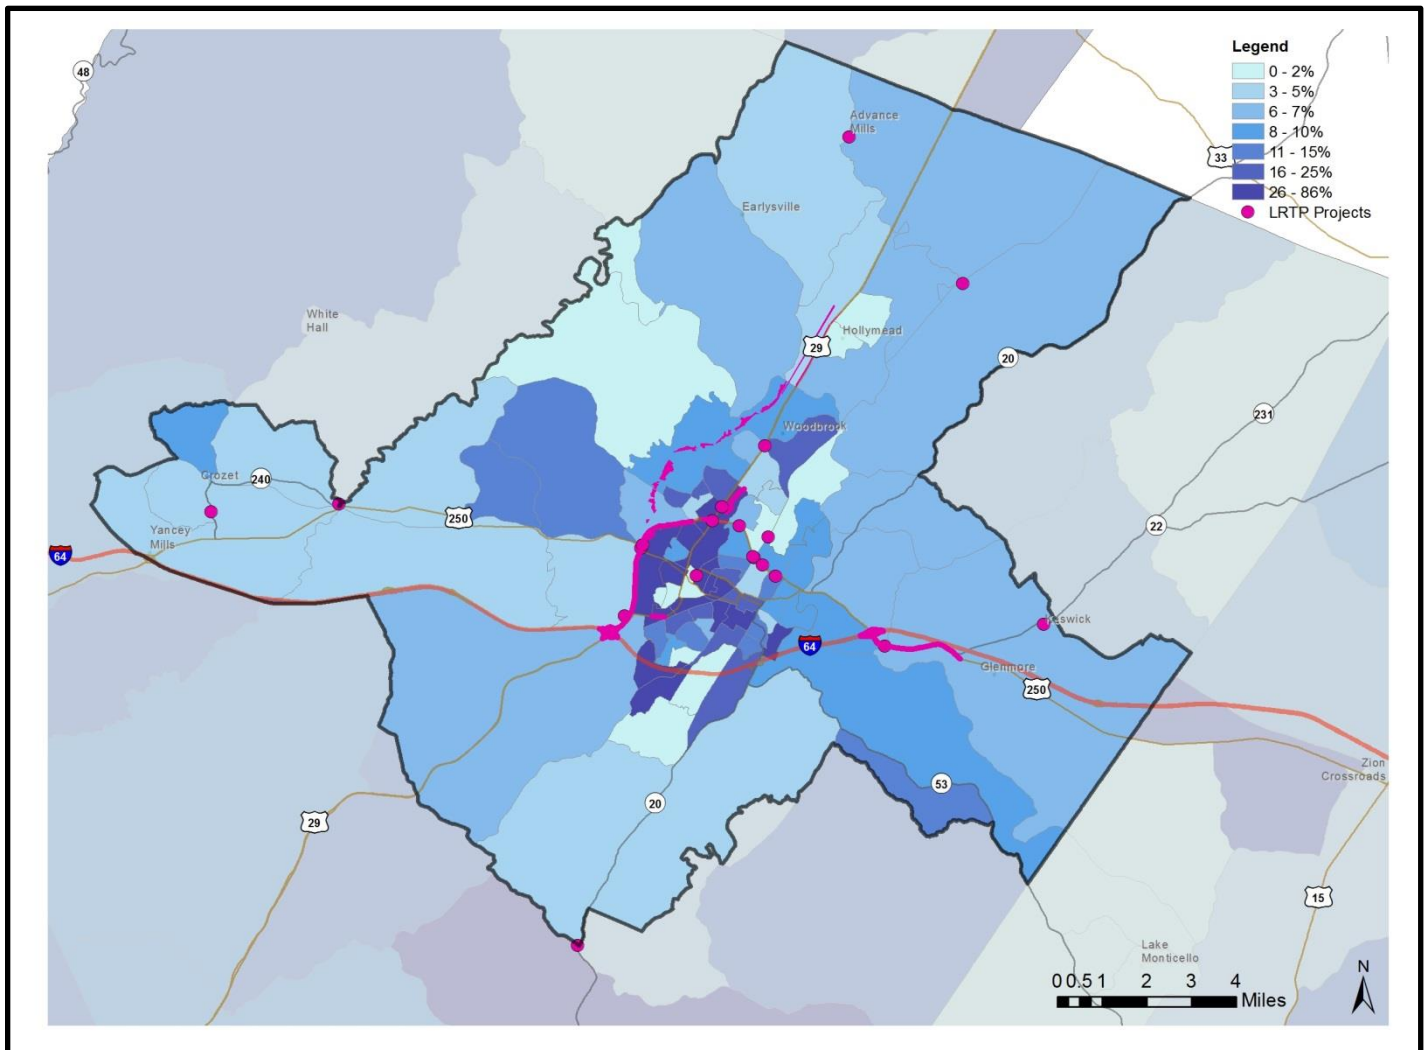 Legend
0 - 2%
3 - 5%
6 - 7%
8 - 10%
11 - 15%
16 - 25%
26 - 86%
LRTP Projects
48
Advance
Mills
33
Earlysville
White
Hall
29
Hollymead
20
231
Woodbrook
Crozet
240
250
22
Yancey
Mills
64
Keswick
64
Glenmore
250
Zion
Crossroads
53
20
29
15
Lake
Monticello
0 0.5 1 2 3 4
Miles
N